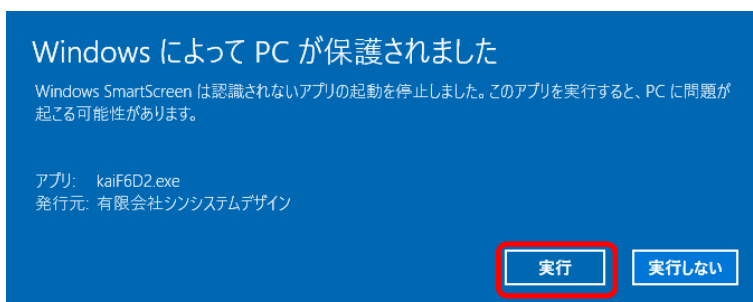 Windows によって PC が保護されました
Windows SmartScreen は認識されないアプリの起動を停止しました。このアプリを実行すると、PC に問題が
起こる可能性があります。
アプリ: kaiF6D2.exe
発行元: 有限会社シンシステムデザイン
実行 実行しない